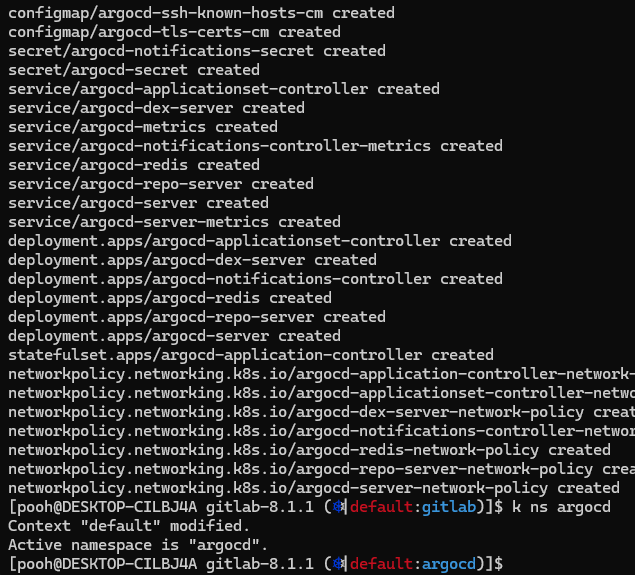 configmap/argocd-ssh-known-hosts-cm created
configmap/argocd-tls-certs-cm created
secret/argocd-notifications-secret created
secret/argocd-secret created
service/argocd-applicationset-controller created
service/argocd-dex-server created
service/argocd-metrics created
service/argocd-notifications-controller-metrics created
service/argocd-redis created
service/argocd-repo-server created
service/argocd-server created
service/argocd-server-metrics created
deployment.apps/argocd-applicationset-controller created
deployment.apps/argocd-dex-server created
deployment.apps/argocd-notifications-controller created
deployment.apps/argocd-redis created
deployment.apps/argocd-repo-server created
deployment.apps/argocd-server created
statefulset.apps/argocd-application-controller created
networkpolicy.networking.k8s.io/argocd-application-controller-network-
networkpolicy.networking.k8s.io/argocd-applicationset-controller-netwo
networkpolicy.networking.k8s.io/argocd-dex-server-network-policy creat
networkpolicy.networking.k8s.io/argocd-notifications-controller-networ
networkpolicy.networking.k8s.io/argocd-redis-network-policy created
networkpolicy.networking.k8s.io/argocd-repo-server-network-policy crea
networkpolicy.networking.k8s.io/argocd-server-network-policy created
[pooh@DESKTOP-CILBJ4A gitlab-8.1.1 (⎈|default:gitlab)]$ k ns argocd
Context "default" modified.
Active namespace is "argocd".
[pooh@DESKTOP-CILBJ4A gitlab-8.1.1 (⎈|default:argocd)]$